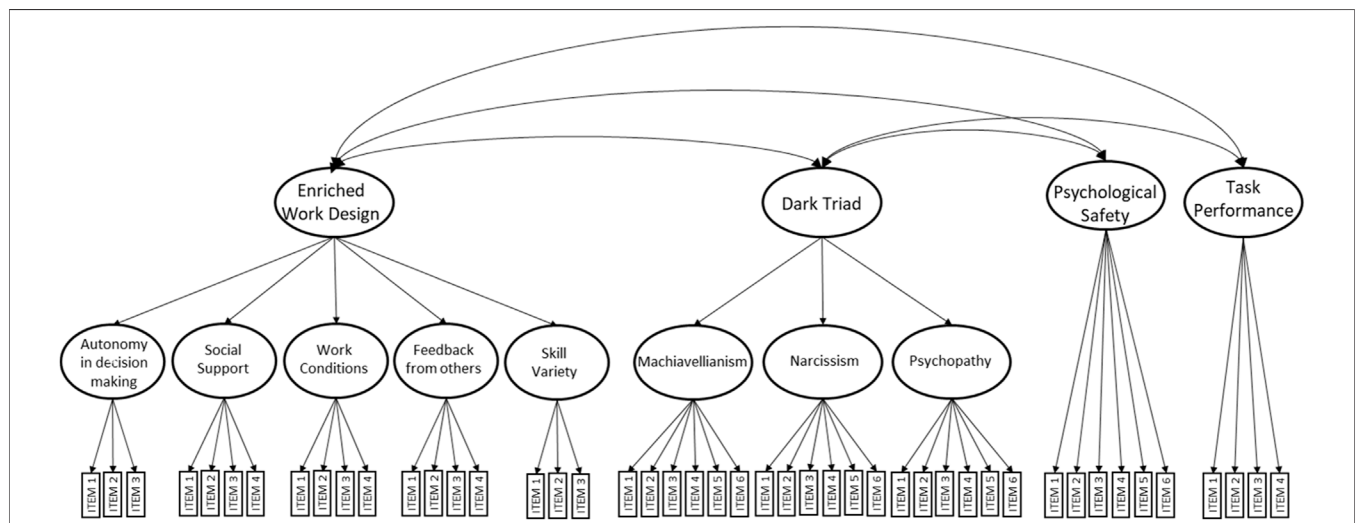 Enriched
Work Design
Dark Triad
Psychological
Safety
Task
Performance
Autonomy
in decision
making
Social
Support
Work
Conditions
Feedback
from others
Skill
Variety
Machiavellianism
Narcissism
Psychopathy
ITEM 1
ITEM 2
ITEM 3
ITEM 1
ITEM 2
ITEM 3
ITEM 4
ITEM 1
ITEM 2
ITEM 3
ITEM 4
ITEM 1
ITEM 2
ITEM 3
ITEM 4
ITEM 1
ITEM 2
ITEM 3
ITEM 1
ITEM 2
ITEM 3
ITEM 4
ITEM 5
ITEM 6
ITEM 1
ITEM 2
ITEM 3
ITEM 4
ITEM 5
ITEM 6
ITEM 1
ITEM 2
ITEM 3
ITEM 4
ITEM 5
ITEM 6
ITEM 1
ITEM 2
ITEM 3
ITEM 4
ITEM 5
ITEM 6
ITEM 1
ITEM 2
ITEM 3
ITEM 4